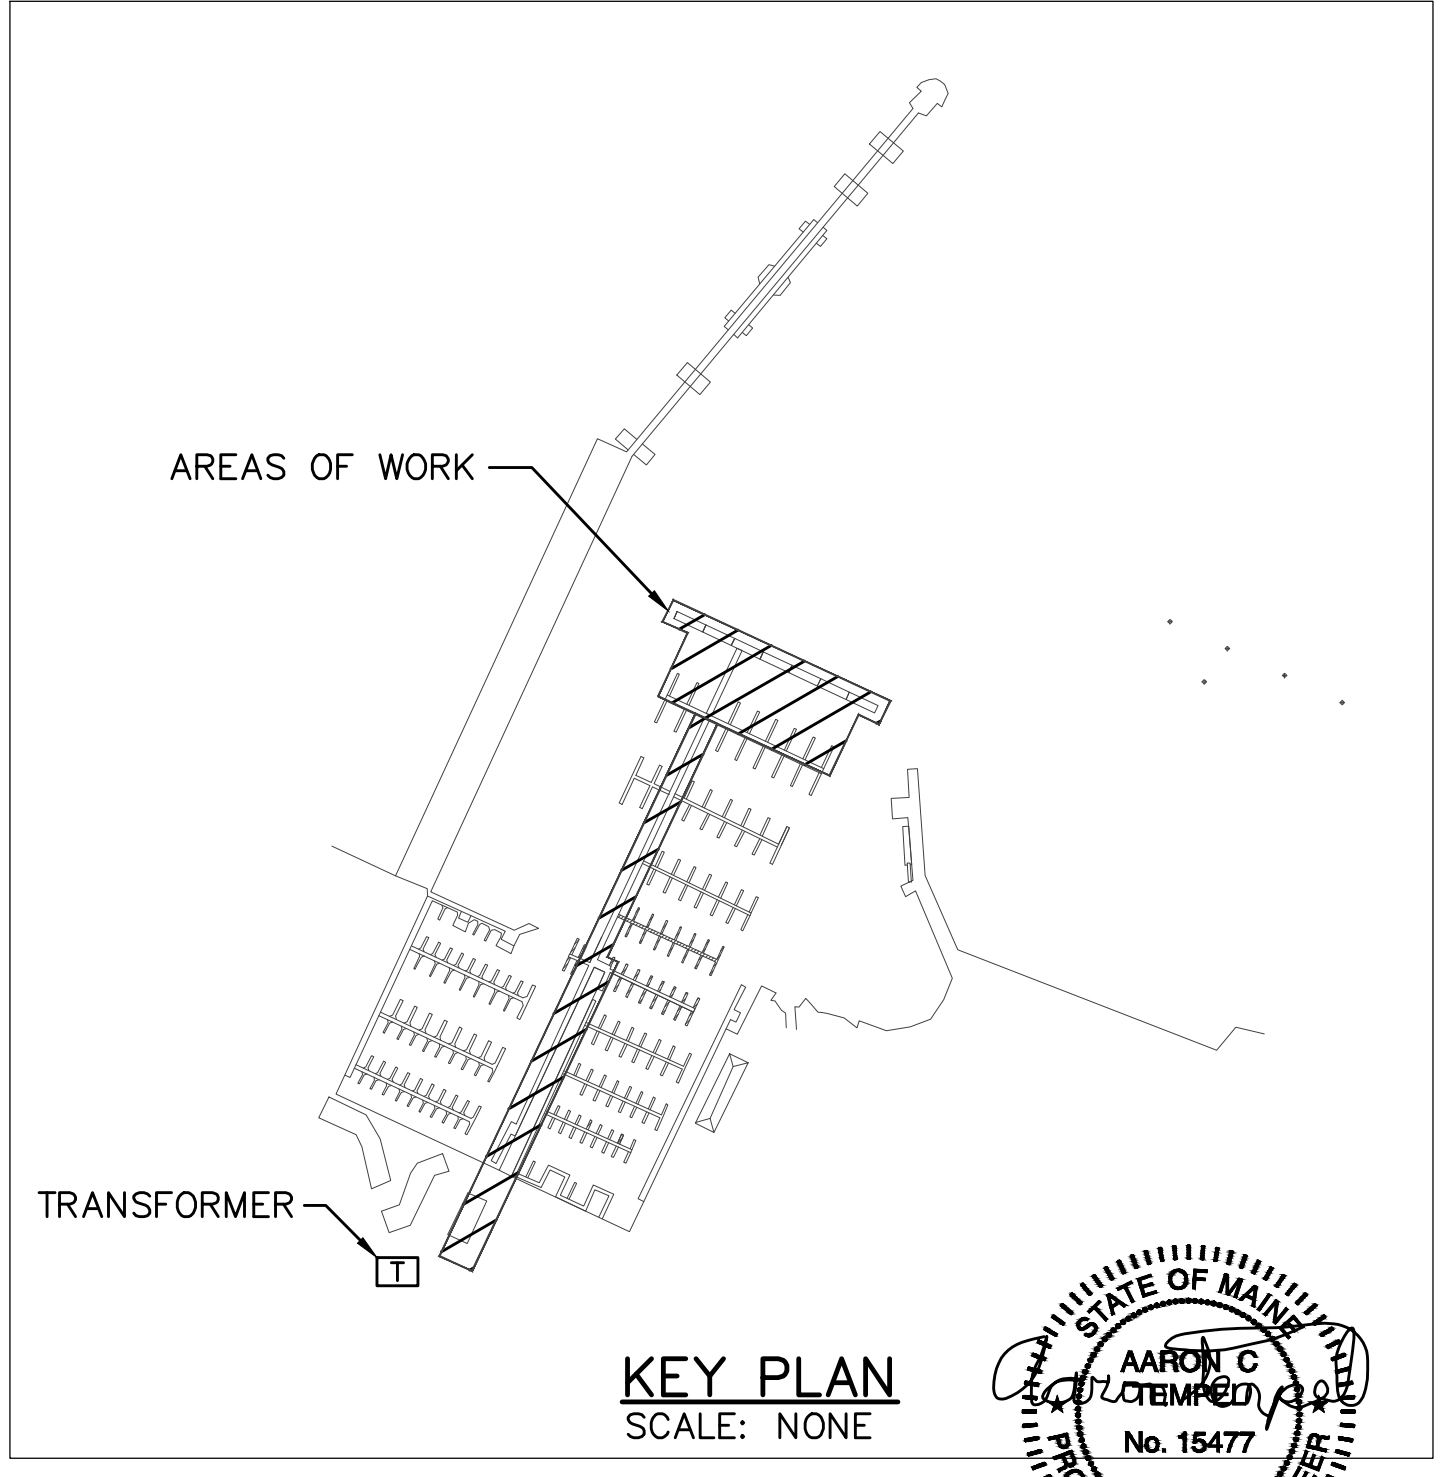 AREAS OF WORK
TRANSFORMER
T
KEY PLAN
SCALE: NONE
STATE OF MAINE
AARON C
TEMPEL
No. 15477